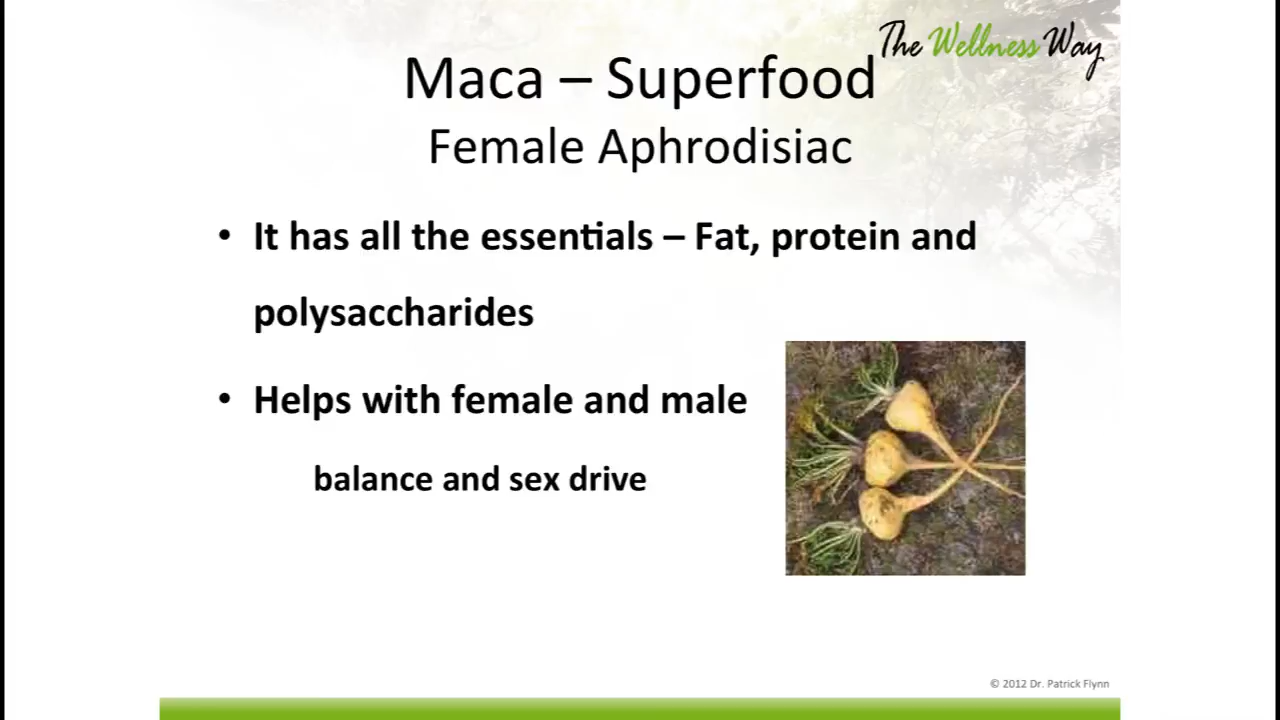 The Wellness Way
Maca – Superfood
Female Aphrodisiac
• It has all the essentials – Fat, protein and
polysaccharides
• Helps with female and male
balance and sex drive
© 2012 Dr. Patrick Flynn